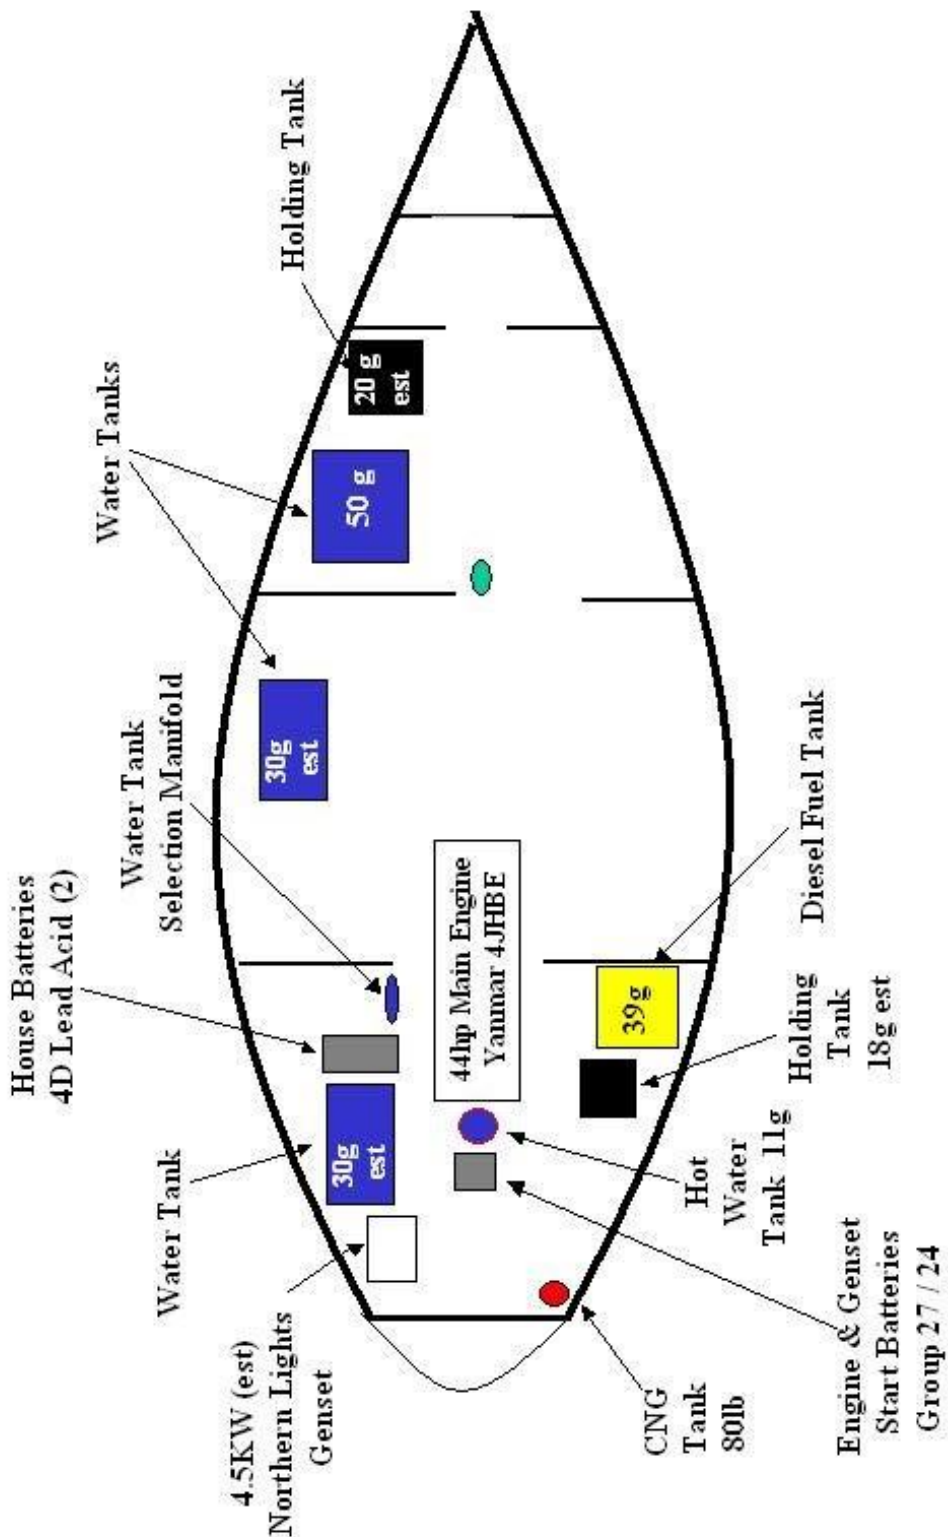 House Batteries
4D Lead Acid (2)
Water Tank
Selection Manifold
Water Tanks
Holding Tank
Water Tank
4.5KW (est)
Northern Lights
Genset
30g
est
30g
est
50 g
20 g
est
44hp Main Engine
Yanmar 4JHBE
39g
CNG
Tank
80lb
Engine & Genset
Start Batteries
Group 27 / 24
Hot
Water
Tank 11g
Holding
Tank
18g est
Diesel Fuel Tank